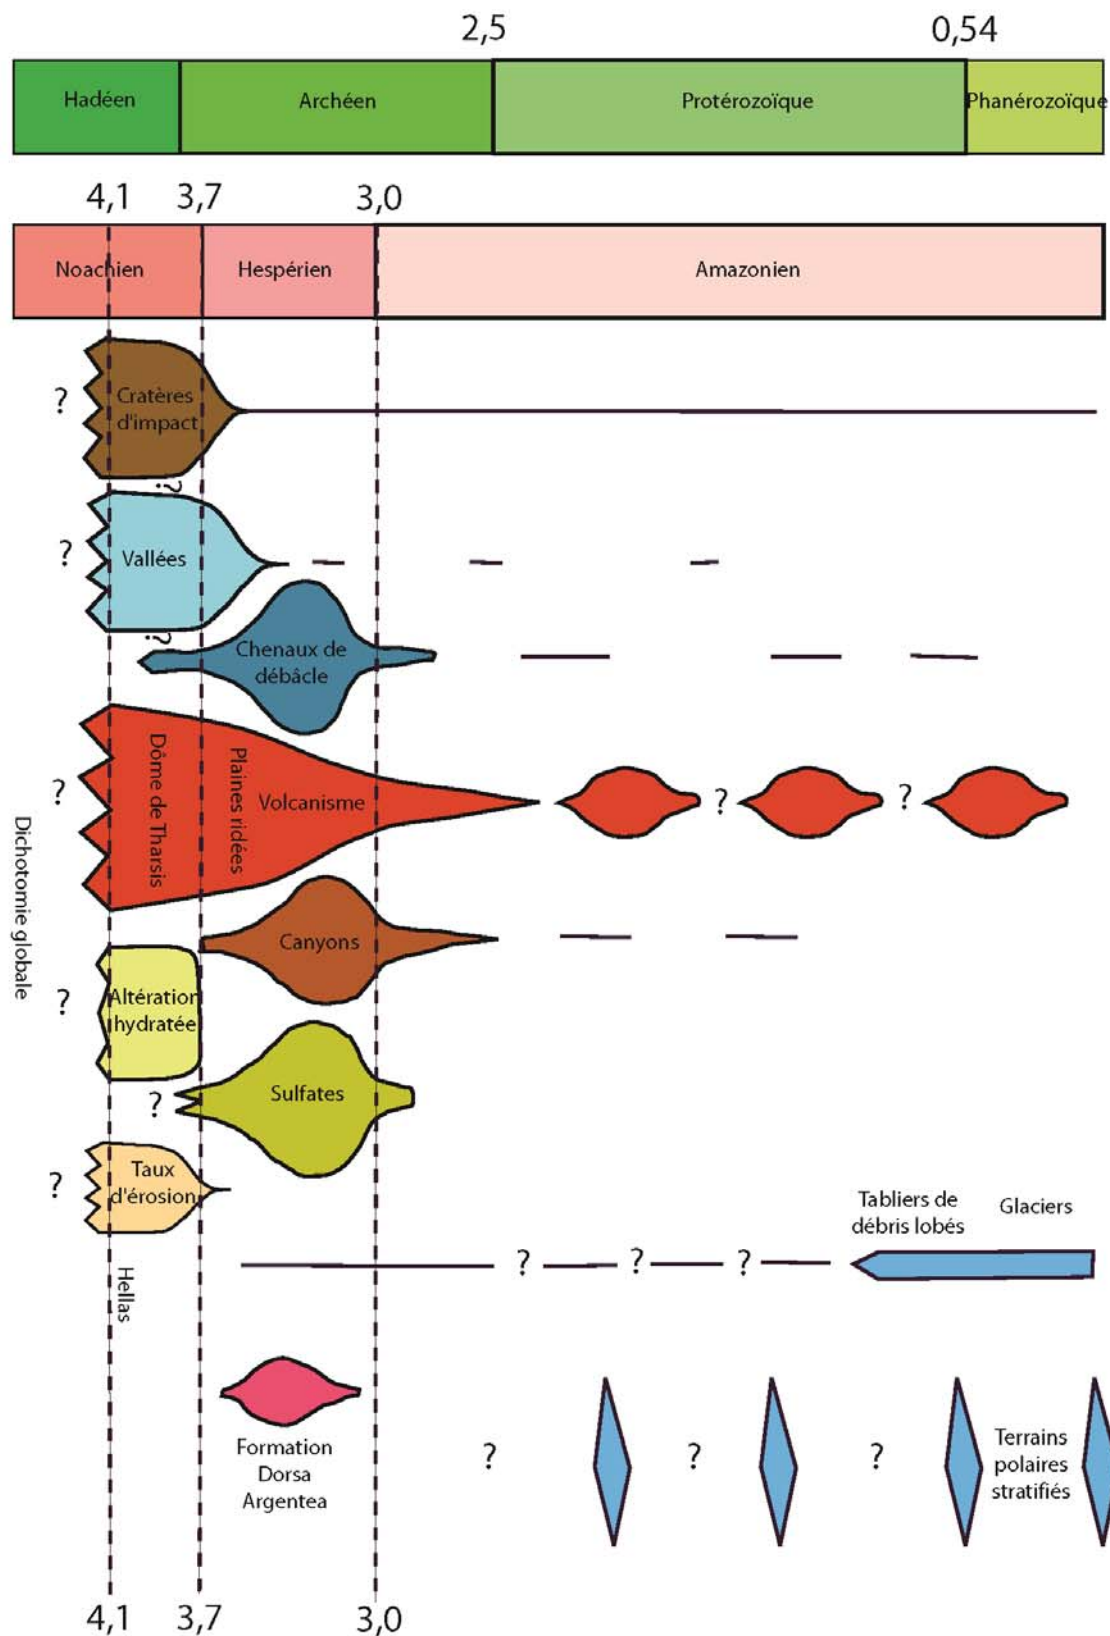 2,5
0,54
Hadéen
Archéen
Protérozoïque
Phanérozoïque
4,1
3,7
3,0
Noachien
Hespérien
Amazonien
?
Cratères
d'impact
?
?
Vallées
?
Chenaux de
débâcle
?
Dôme de Tharsis
Plaines ridées
Volcanisme
?
?
Dichotomie globale
Canyons
?
Altération
hydratée
?
Sulfates
?
Taux
d'érosion
Tabliers de
débris lobés
Glaciers
?
?
?
Hellas
Formation
Dorsa
Argentea
?
?
?
Terrains
polaires
stratifiés
4,1
3,7
3,0